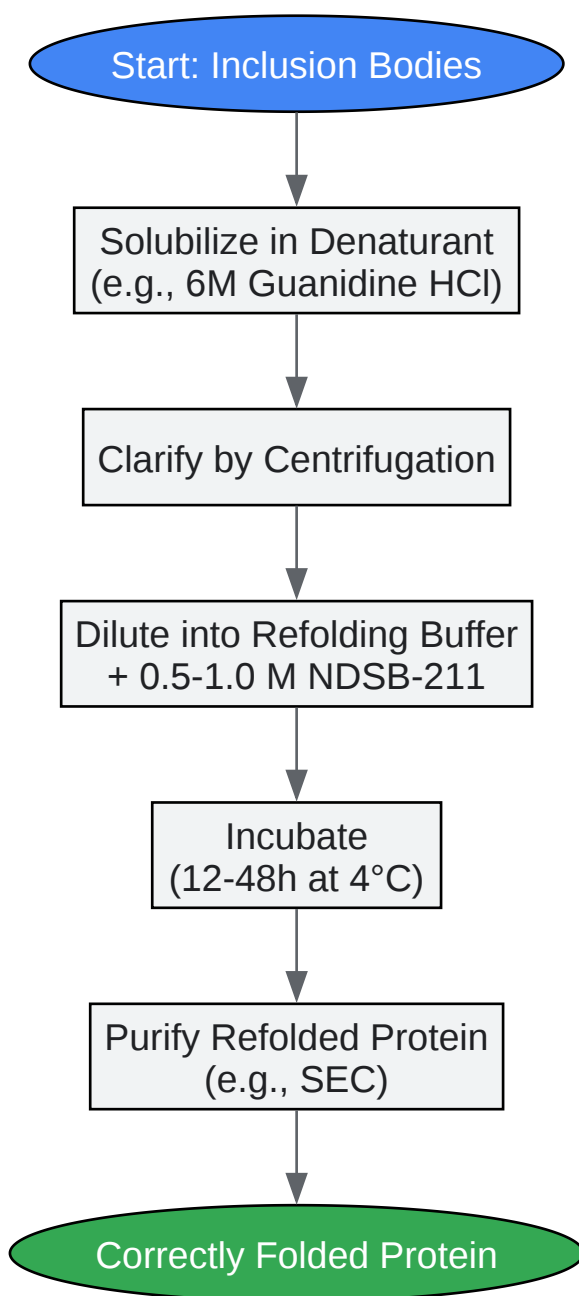 Start: Inclusion Bodies
Solubilize in Denaturant
(e.g., 6M Guanidine HCl)
Clarify by Centrifugation
Dilute into Refolding Buffer
+ 0.5-1.0 M NDSB-211
Incubate
(12-48h at 4°C)
Purify Refolded Protein
(e.g., SEC)
Correctly Folded Protein